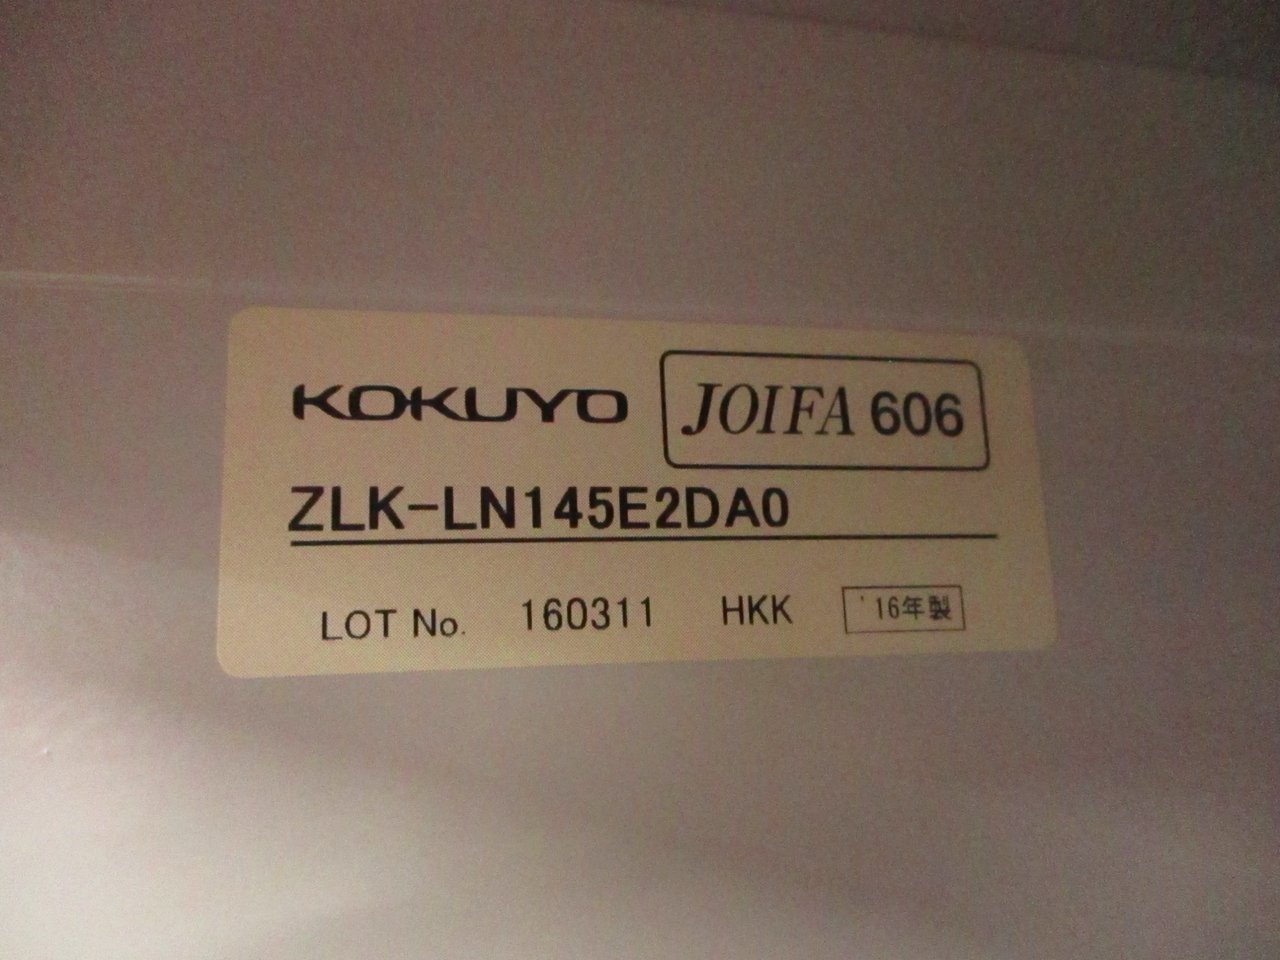 KOKUYO JOIFA 606
ZLK-LN145E2DA0
LOT No. 160311 HKK '16年製